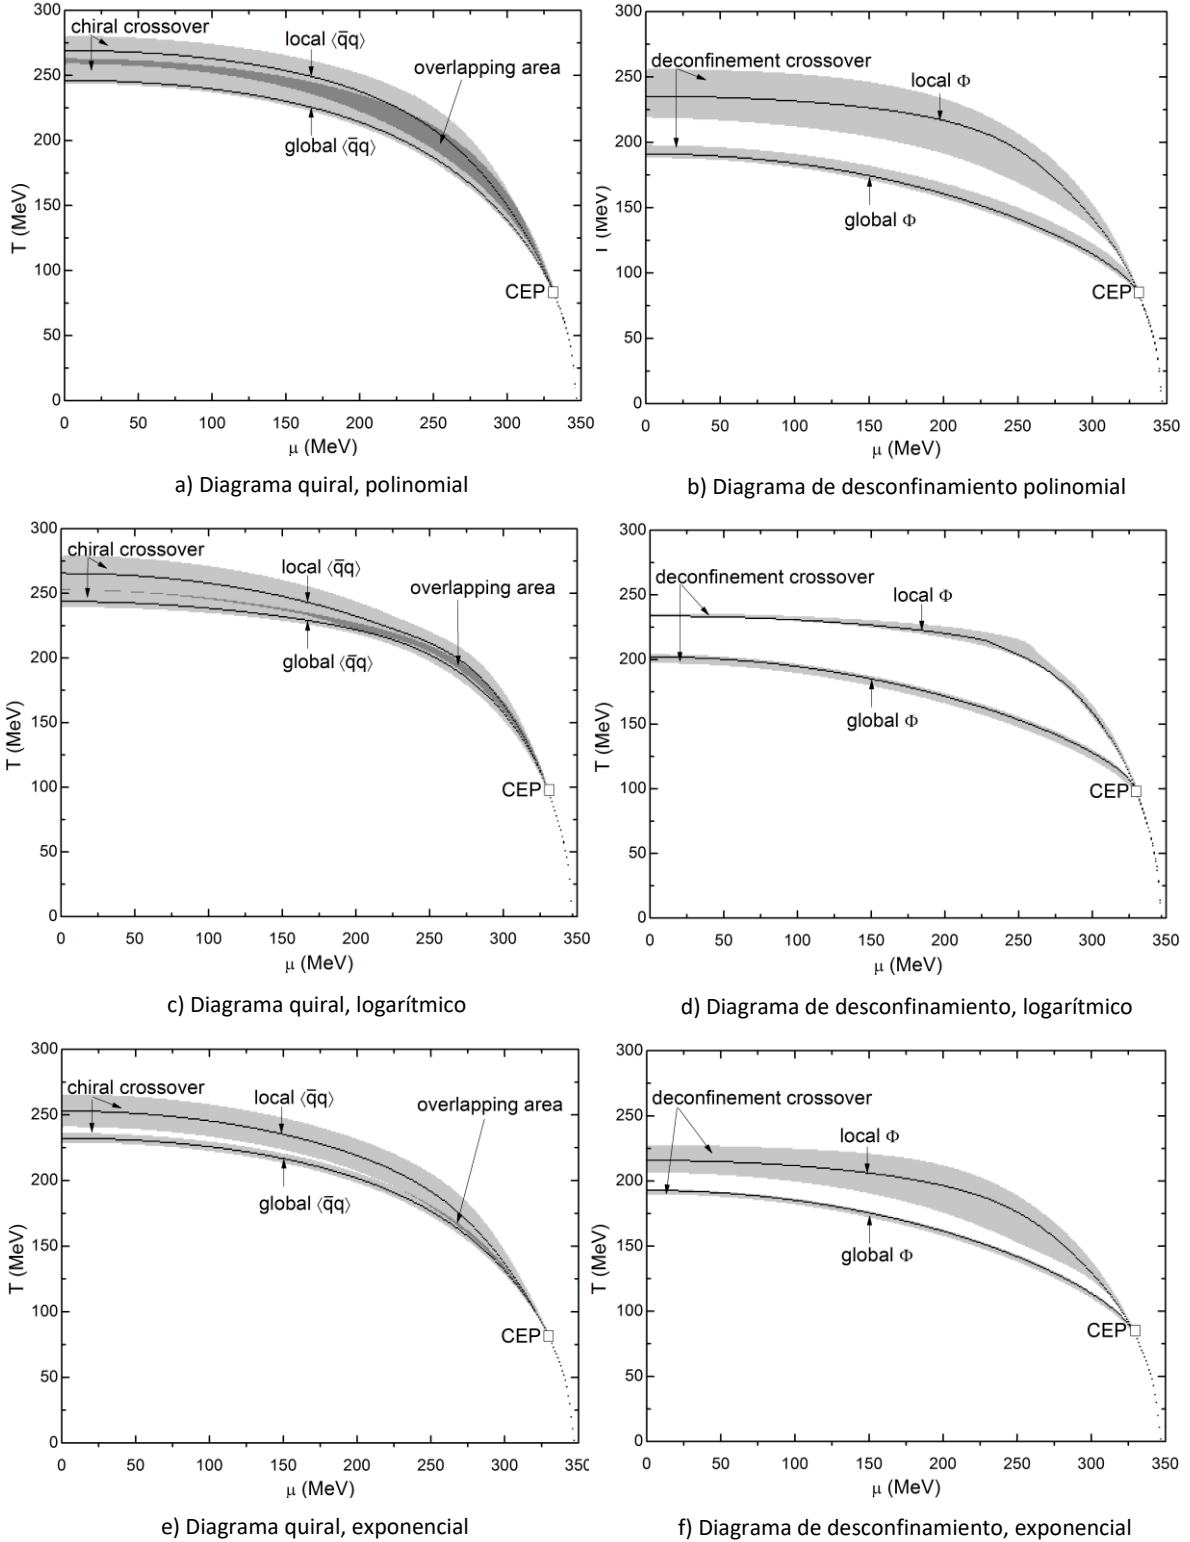 300
250
200
150
100
50
0
T (MeV)
chiral crossover
local ⟨q̅q⟩
overlapping area
global ⟨q̅q⟩
CEP
0 50 100 150 200 250 300 350
μ (MeV)
a) Diagrama quiral, polinomial
300
250
200
150
100
50
0
(MeV)
deconfinement crossover
local Φ
global Φ
CEP
0 50 100 150 200 250 300 350
μ (MeV)
b) Diagrama de desconfinamiento polinomial
300
250
200
150
100
50
0
T (MeV)
chiral crossover
local ⟨q̅q⟩
overlapping area
global ⟨q̅q⟩
CEP
0 50 100 150 200 250 300 350
μ (MeV)
c) Diagrama quiral, logarítmico
300
250
200
150
100
50
0
T (MeV)
deconfinement crossover
local Φ
global Φ
CEP
0 50 100 150 200 250 300 350
μ (MeV)
d) Diagrama de desconfinamiento, logarítmico
300
250
200
150
100
50
0
T (MeV)
chiral crossover
local ⟨q̅q⟩
overlapping area
global ⟨q̅q⟩
CEP
0 50 100 150 200 250 300 350
μ (MeV)
e) Diagrama quiral, exponencial
300
250
200
150
100
50
0
T (MeV)
deconfinement crossover
local Φ
global Φ
CEP
0 50 100 150 200 250 300 350
μ (MeV)
f) Diagrama de desconfinamiento, exponencial